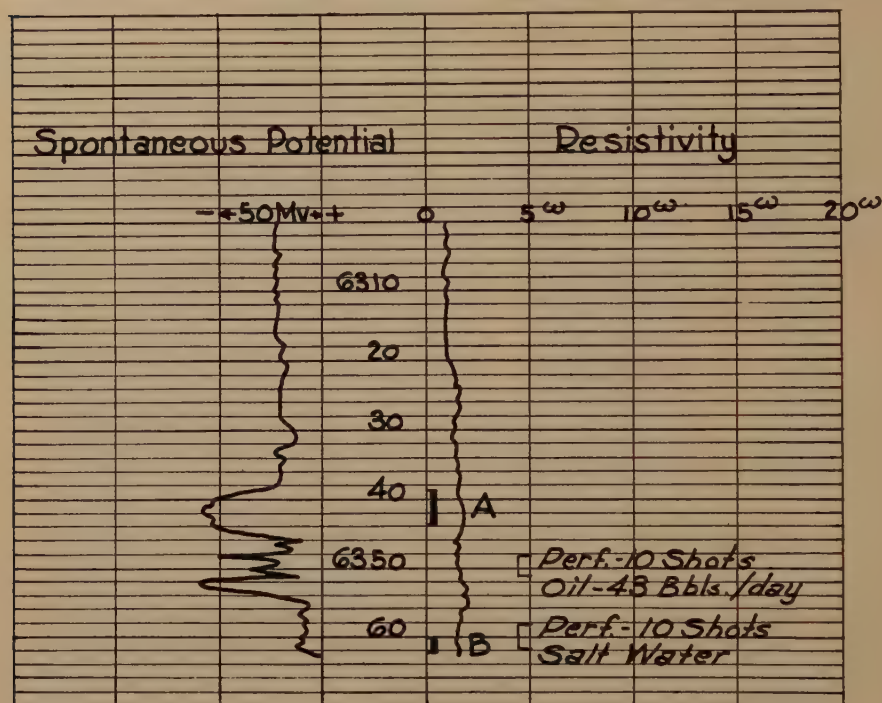 Spontaneous Potential Resistivity
- ←50Mv→ + 0 5ω 10ω 15ω 20ω
6310
20
30
40 A
6350 Perf.-10 Shots
Oil-43 Bbls./day
60 Perf.-10 Shots
B Salt Water